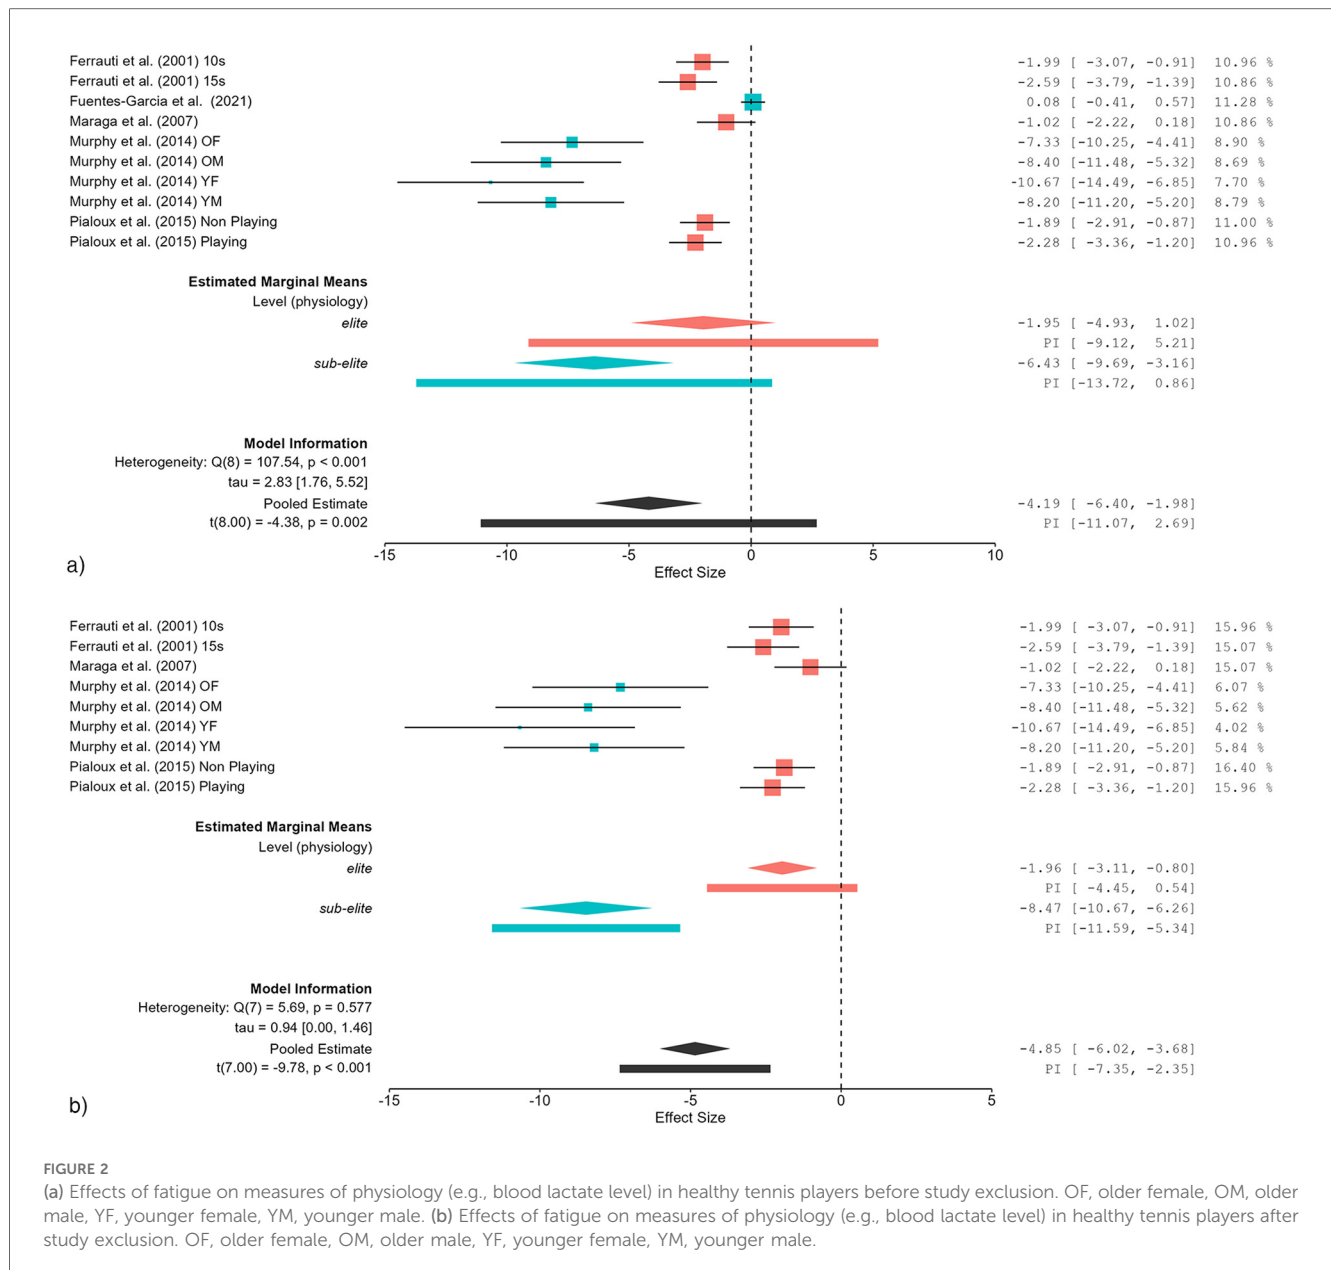 Ferrauti et al. (2001) 10s -1.99 [ -3.07, -0.91] 10.96 %
Ferrauti et al. (2001) 15s -2.59 [ -3.79, -1.39] 10.86 %
Fuentes-Garcia et al. (2021) 0.08 [ -0.41, 0.57] 11.28 %
Maraga et al. (2007) -1.02 [ -2.22, 0.18] 10.86 %
Murphy et al. (2014) OF -7.33 [-10.25, -4.41] 8.90 %
Murphy et al. (2014) OM -8.40 [-11.48, -5.32] 8.69 %
Murphy et al. (2014) YF -10.67 [-14.49, -6.85] 7.70 %
Murphy et al. (2014) YM -8.20 [-11.20, -5.20] 8.79 %
Pialoux et al. (2015) Non Playing -1.89 [ -2.91, -0.87] 11.00 %
Pialoux et al. (2015) Playing -2.28 [ -3.36, -1.20] 10.96 %
Estimated Marginal Means
Level (physiology)
elite -1.95 [ -4.93, 1.02]
PI [ -9.12, 5.21]
sub-elite -6.43 [ -9.69, -3.16]
PI [-13.72, 0.86]
Model Information
Heterogeneity: Q(8) = 107.54, p < 0.001
tau = 2.83 [1.76, 5.52]
Pooled Estimate -4.19 [ -6.40, -1.98]
t(8.00) = -4.38, p = 0.002 PI [-11.07, 2.69]
-15 -10 -5 0 5 10
Effect Size
a)
Ferrauti et al. (2001) 10s -1.99 [ -3.07, -0.91] 15.96 %
Ferrauti et al. (2001) 15s -2.59 [ -3.79, -1.39] 15.07 %
Maraga et al. (2007) -1.02 [ -2.22, 0.18] 15.07 %
Murphy et al. (2014) OF -7.33 [-10.25, -4.41] 6.07 %
Murphy et al. (2014) OM -8.40 [-11.48, -5.32] 5.62 %
Murphy et al. (2014) YF -10.67 [-14.49, -6.85] 4.02 %
Murphy et al. (2014) YM -8.20 [-11.20, -5.20] 5.84 %
Pialoux et al. (2015) Non Playing -1.89 [ -2.91, -0.87] 16.40 %
Pialoux et al. (2015) Playing -2.28 [ -3.36, -1.20] 15.96 %
Estimated Marginal Means
Level (physiology)
elite -1.96 [ -3.11, -0.80]
PI [ -4.45, 0.54]
sub-elite -8.47 [-10.67, -6.26]
PI [-11.59, -5.34]
Model Information
Heterogeneity: Q(7) = 5.69, p = 0.577
tau = 0.94 [0.00, 1.46]
Pooled Estimate -4.85 [ -6.02, -3.68]
t(7.00) = -9.78, p < 0.001 PI [ -7.35, -2.35]
-15 -10 -5 0 5
Effect Size
b)
FIGURE 2
(a) Effects of fatigue on measures of physiology (e.g., blood lactate level) in healthy tennis players before study exclusion. OF, older female, OM, older
male, YF, younger female, YM, younger male. (b) Effects of fatigue on measures of physiology (e.g., blood lactate level) in healthy tennis players after
study exclusion. OF, older female, OM, older male, YF, younger female, YM, younger male.